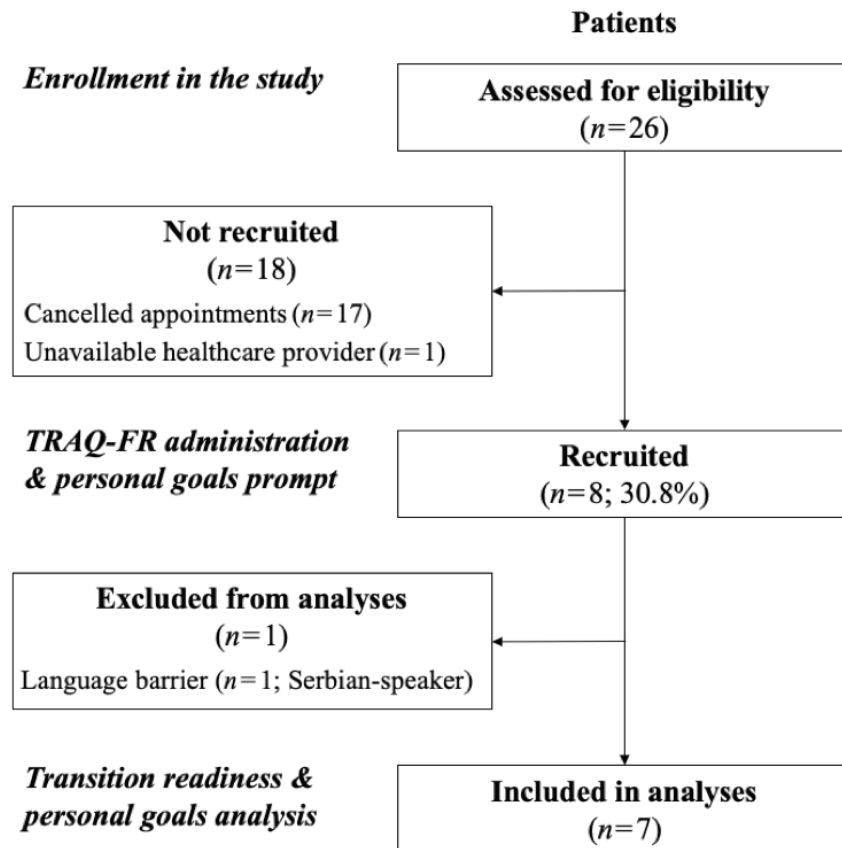 Patients
Enrollment in the study
Assessed for eligibility
(n=26)
Not recruited
(n=18)
Cancelled appointments (n=17)
Unavailable healthcare provider (n=1)
TRAQ-FR administration
& personal goals prompt
Recruited
(n=8; 30.8%)
Excluded from analyses
(n=1)
Language barrier (n=1; Serbian-speaker)
Transition readiness &
personal goals analysis
Included in analyses
(n=7)